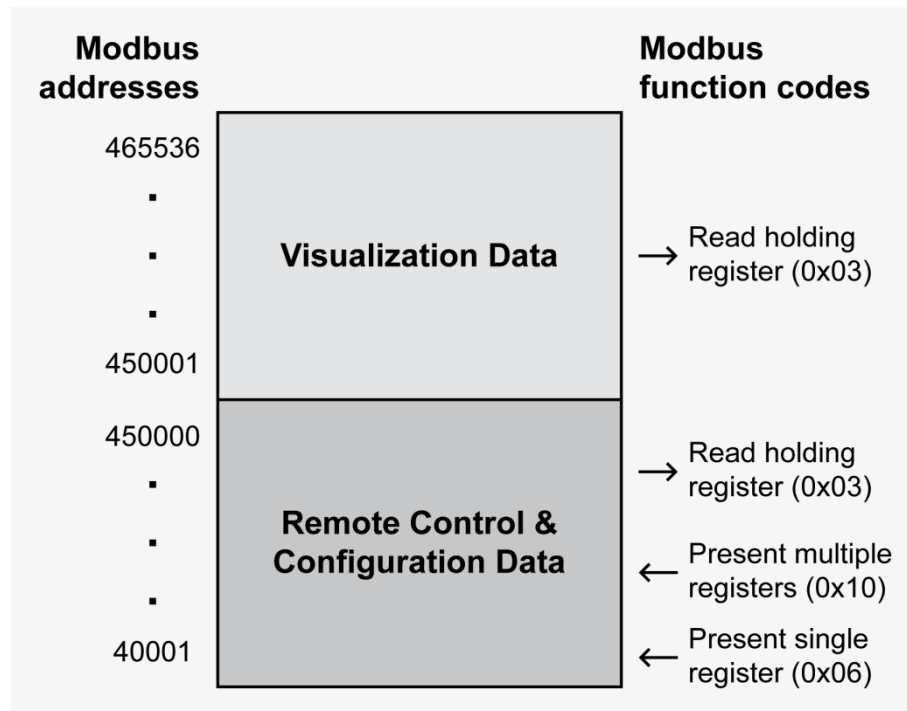 Modbus
addresses
Modbus
function codes
465536
.
.
.
450001
Visualization Data
Read holding
register (0x03)
450000
.
.
.
40001
Remote Control &
Configuration Data
Read holding
register (0x03)
Present multiple
registers (0x10)
Present single
register (0x06)